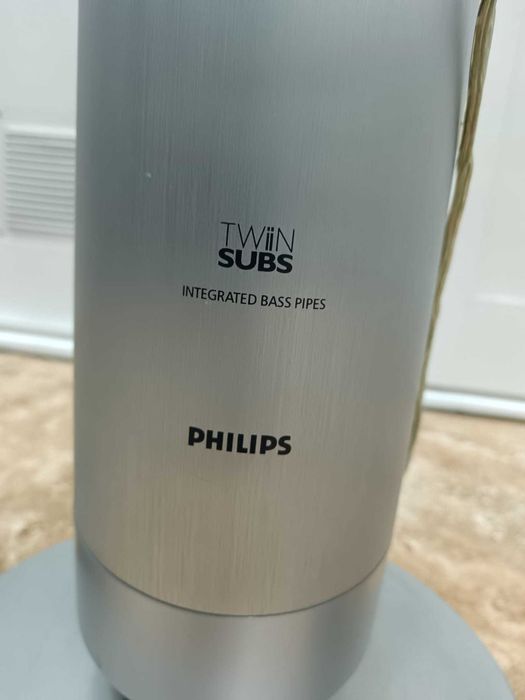 TWiiN
SUBS
INTEGRATED BASS PIPES
PHILIPS